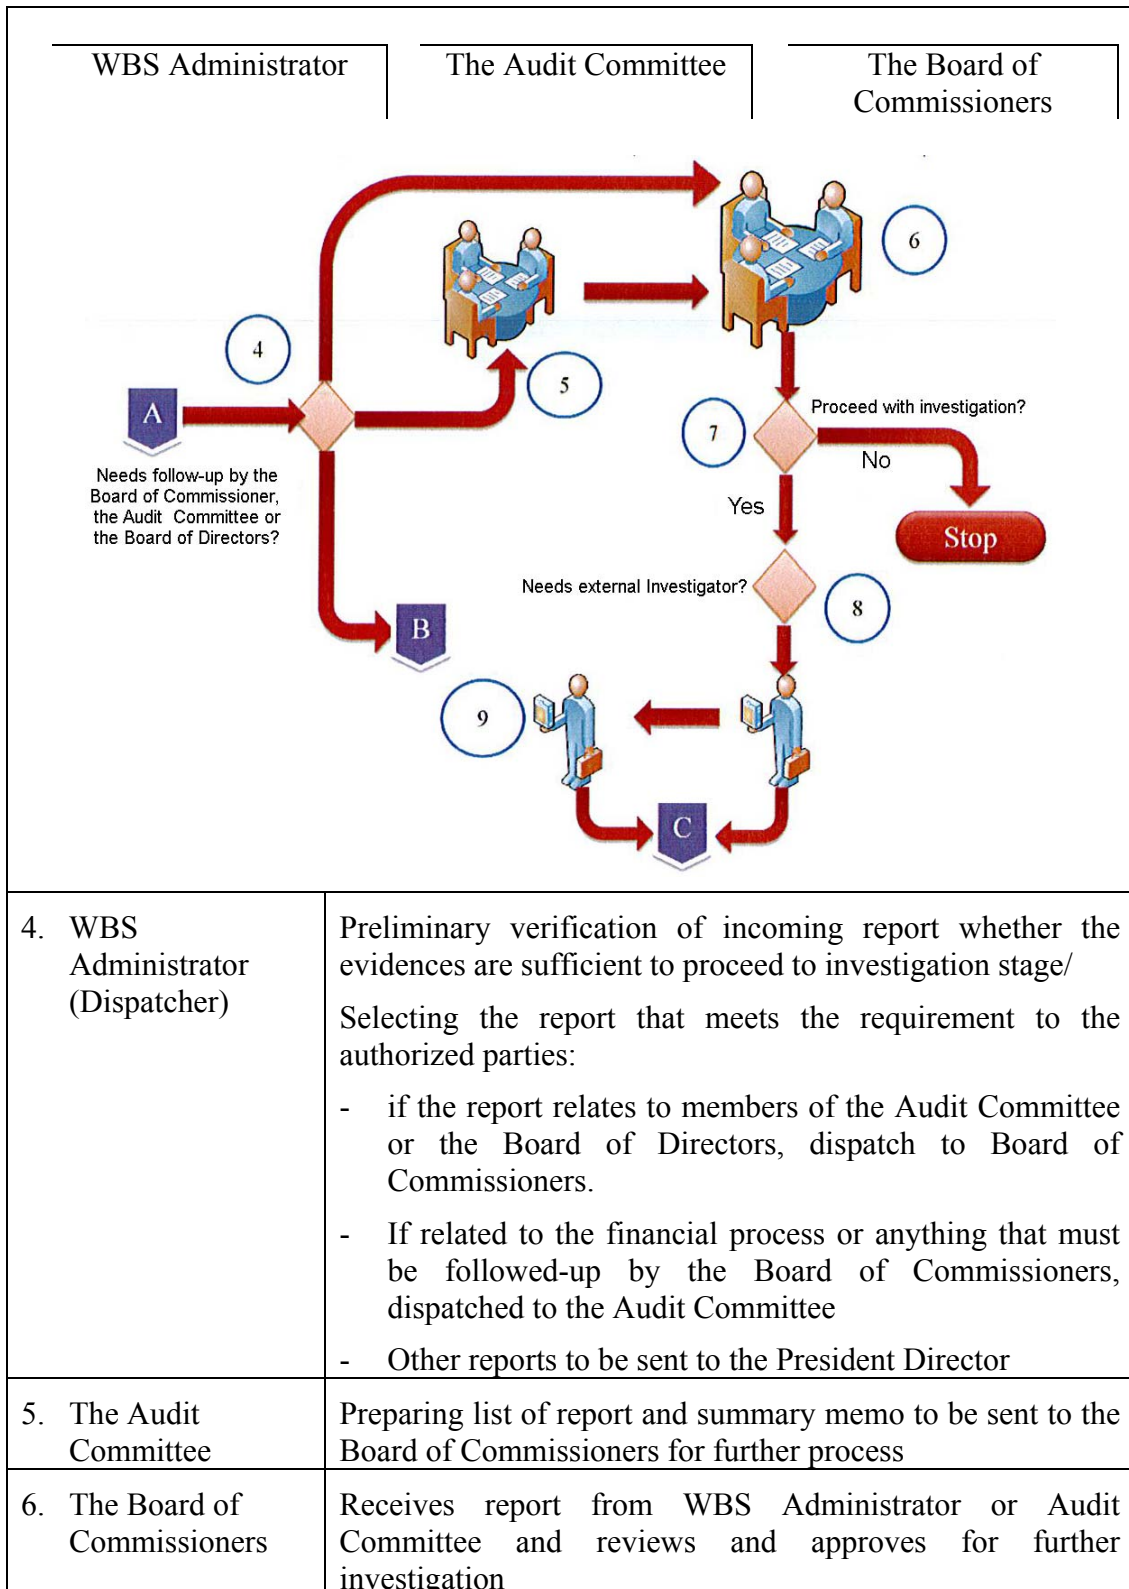 WBS Administrator
The Audit Committee
The Board of
Commissioners
6
4
5
A
Needs follow-up by the
Board of Commissioner,
the Audit Committee or
the Board of Directors?
7
Proceed with investigation?
No
Yes
Stop
Needs external Investigator?
8
B
9
C
4. WBS
Administrator
(Dispatcher)
Preliminary verification of incoming report whether the
evidences are sufficient to proceed to investigation stage/
Selecting the report that meets the requirement to the
authorized parties:
- if the report relates to members of the Audit Committee
or the Board of Directors, dispatch to Board of
Commissioners.
- If related to the financial process or anything that must
be followed-up by the Board of Commissioners,
dispatched to the Audit Committee
- Other reports to be sent to the President Director
5. The Audit
Committee
Preparing list of report and summary memo to be sent to the
Board of Commissioners for further process
6. The Board of
Commissioners
Receives report from WBS Administrator or Audit
Committee and reviews and approves for further
investigation